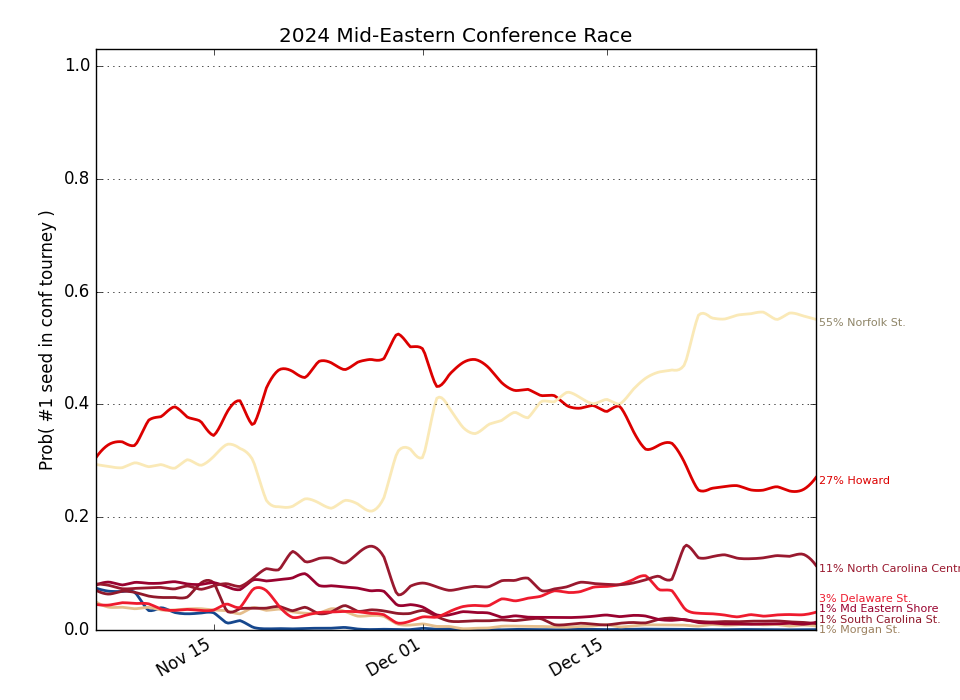 2024 Mid-Eastern Conference Race
Prob( #1 seed in conf tourney )
1.0
0.8
0.6
0.4
0.2
0.0
Nov 15
Dec 01
Dec 15
55% Norfolk St.
27% Howard
11% North Carolina Centr
3% Delaware St.
1% Md Eastern Shore
1% South Carolina St.
1% Morgan St.